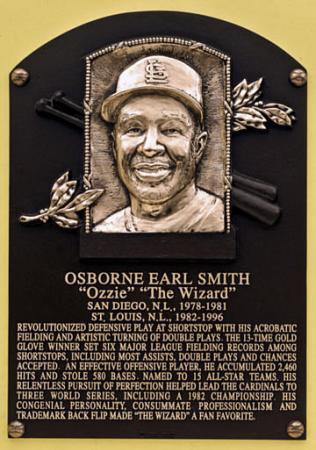 STL
OSBORNE EARL SMITH
“Ozzie” “The Wizard”
SAN DIEGO, N.L., 1978-1981
ST. LOUIS, N.L., 1982-1996
REVOLUTIONIZED DEFENSIVE PLAY AT SHORTSTOP WITH HIS ACROBATIC
FIELDING AND ARTISTIC TURNING OF DOUBLE PLAYS. THE 13-TIME GOLD
GLOVE WINNER SET SIX MAJOR LEAGUE FIELDING RECORDS AMONG
SHORTSTOPS, INCLUDING MOST ASSISTS, DOUBLE PLAYS AND CHANCES
ACCEPTED. AN EFFECTIVE OFFENSIVE PLAYER, HE ACCUMULATED 2,460
HITS AND STOLE 580 BASES. NAMED TO 15 ALL-STAR TEAMS. HIS
RELENTLESS PURSUIT OF PERFECTION HELPED LEAD THE CARDINALS TO
THREE WORLD SERIES, INCLUDING A 1982 CHAMPIONSHIP. HIS
CONGENIAL PERSONALITY, CONSUMMATE PROFESSIONALISM AND
TRADEMARK BACK FLIP MADE “THE WIZARD” A FAN FAVORITE.